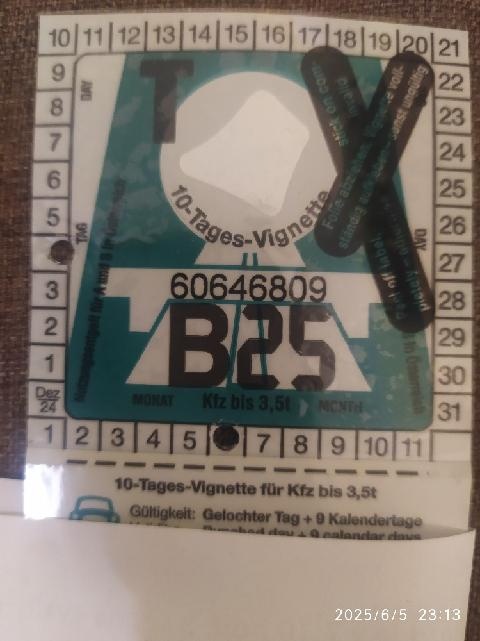 10 11 12 13 14 15 16 17 18 19 20 21
9 22
DAY
8 23
7 24
6 25
TAG
5 26
DAY
27
3 28
2 29
1 30
Dez 24 31
1 2 3 4 5 7 8 9 10 11
T
10-Tages-Vignette
60646809
B25
MONAT Kfz bis 3,5t MONTH
10-Tages-Vignette für Kfz bis 3,5t
Gültigkeit: Gelochter Tag + 9 Kalendertage
Punched day + 9 calendar days
2025/6/5 23:13